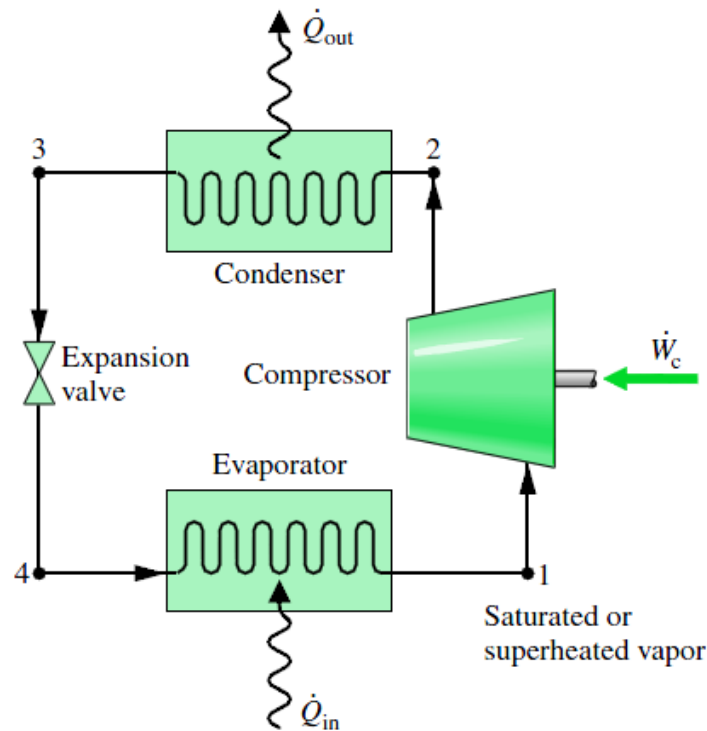 Q̇out
3
2
Condenser
Expansion
valve
Compressor
Ẇc
Evaporator
4
1
Saturated or
superheated vapor
Q̇in